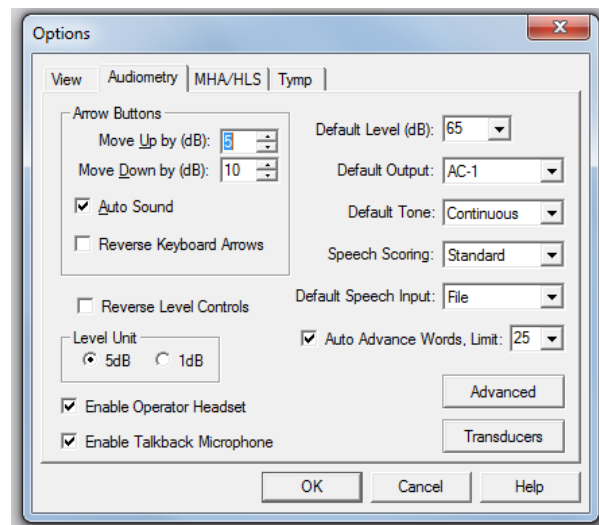 Options
View Audiometry MHA/HLS Tymp
Arrow Buttons
Move Up by (dB): 5
Move Down by (dB): 10
Auto Sound
Reverse Keyboard Arrows
Reverse Level Controls
Level Unit
5dB 1dB
Enable Operator Headset
Enable Talkback Microphone
Default Level (dB): 65
Default Output: AC-1
Default Tone: Continuous
Speech Scoring: Standard
Default Speech Input: File
Auto Advance Words, Limit: 25
Advanced
Transducers
OK Cancel Help